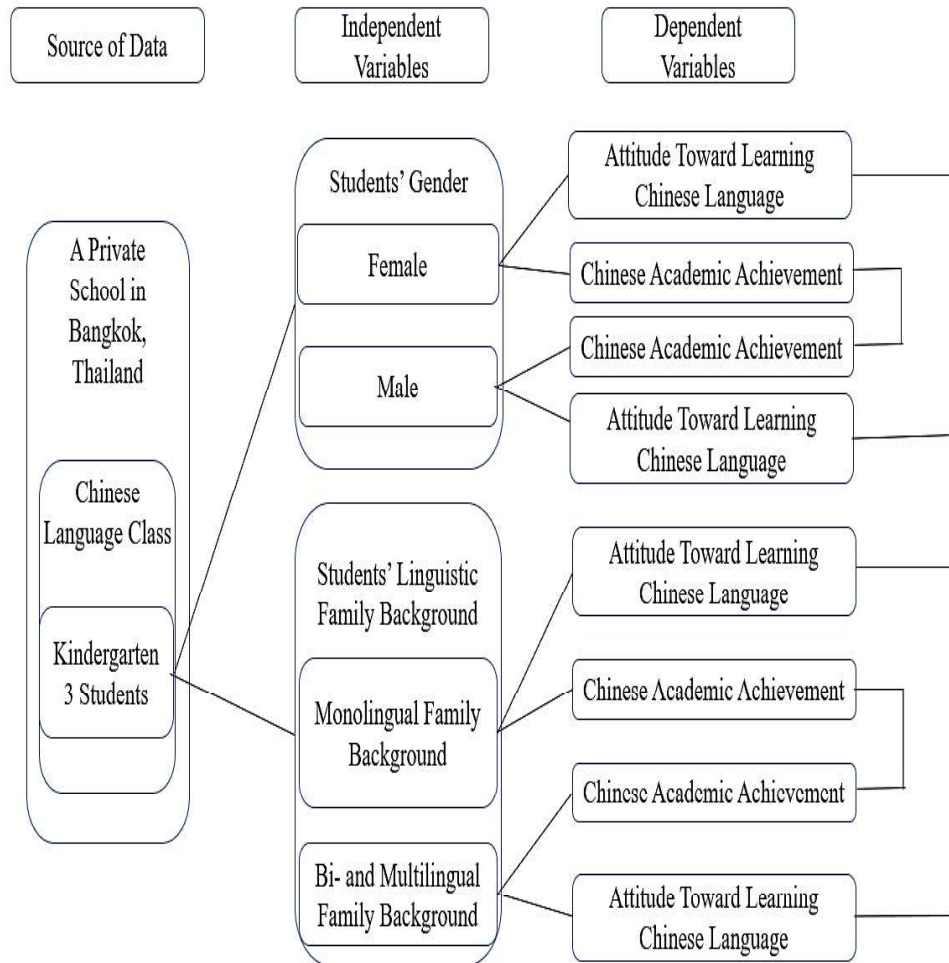 Source of Data
Independent
Variables
Dependent
Variables
A Private
School in
Bangkok,
Thailand
Chinese
Language Class
Kindergarten
3 Students
Students' Gender
Female
Male
Students' Linguistic
Family Background
Monolingual Family
Background
Bi- and Multilingual
Family Background
Attitude Toward Learning
Chinese Language
Chinese Academic Achievement
Chinese Academic Achievement
Attitude Toward Learning
Chinese Language
Attitude Toward Learning
Chinese Language
Chinese Academic Achievement
Chinese Academic Achievement
Attitude Toward Learning
Chinese Language